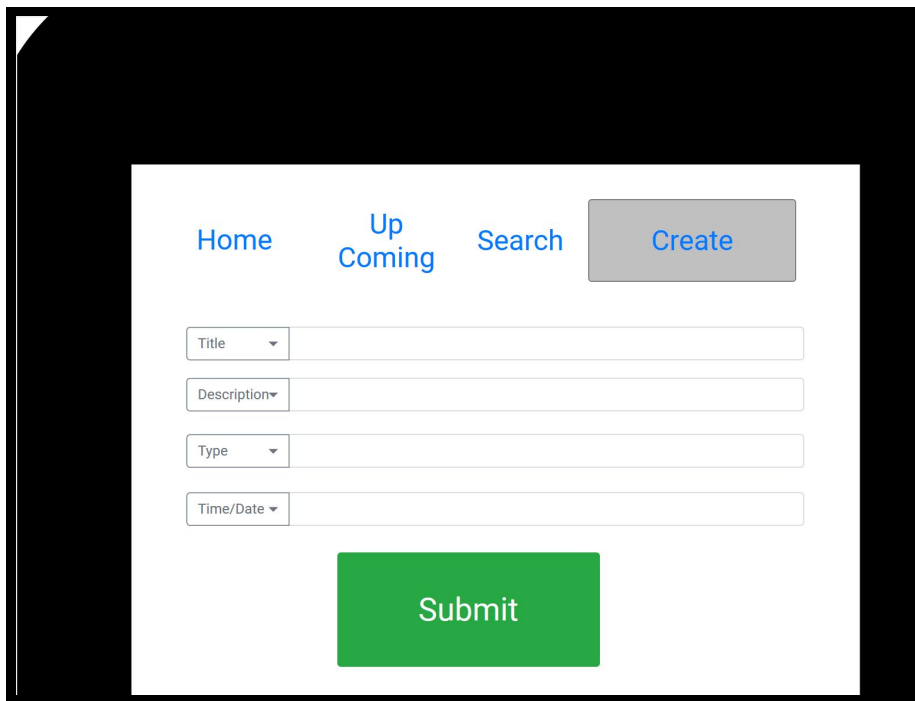 Home
Up
Coming
Search
Create
Title
Description
Type
Time/Date
Submit